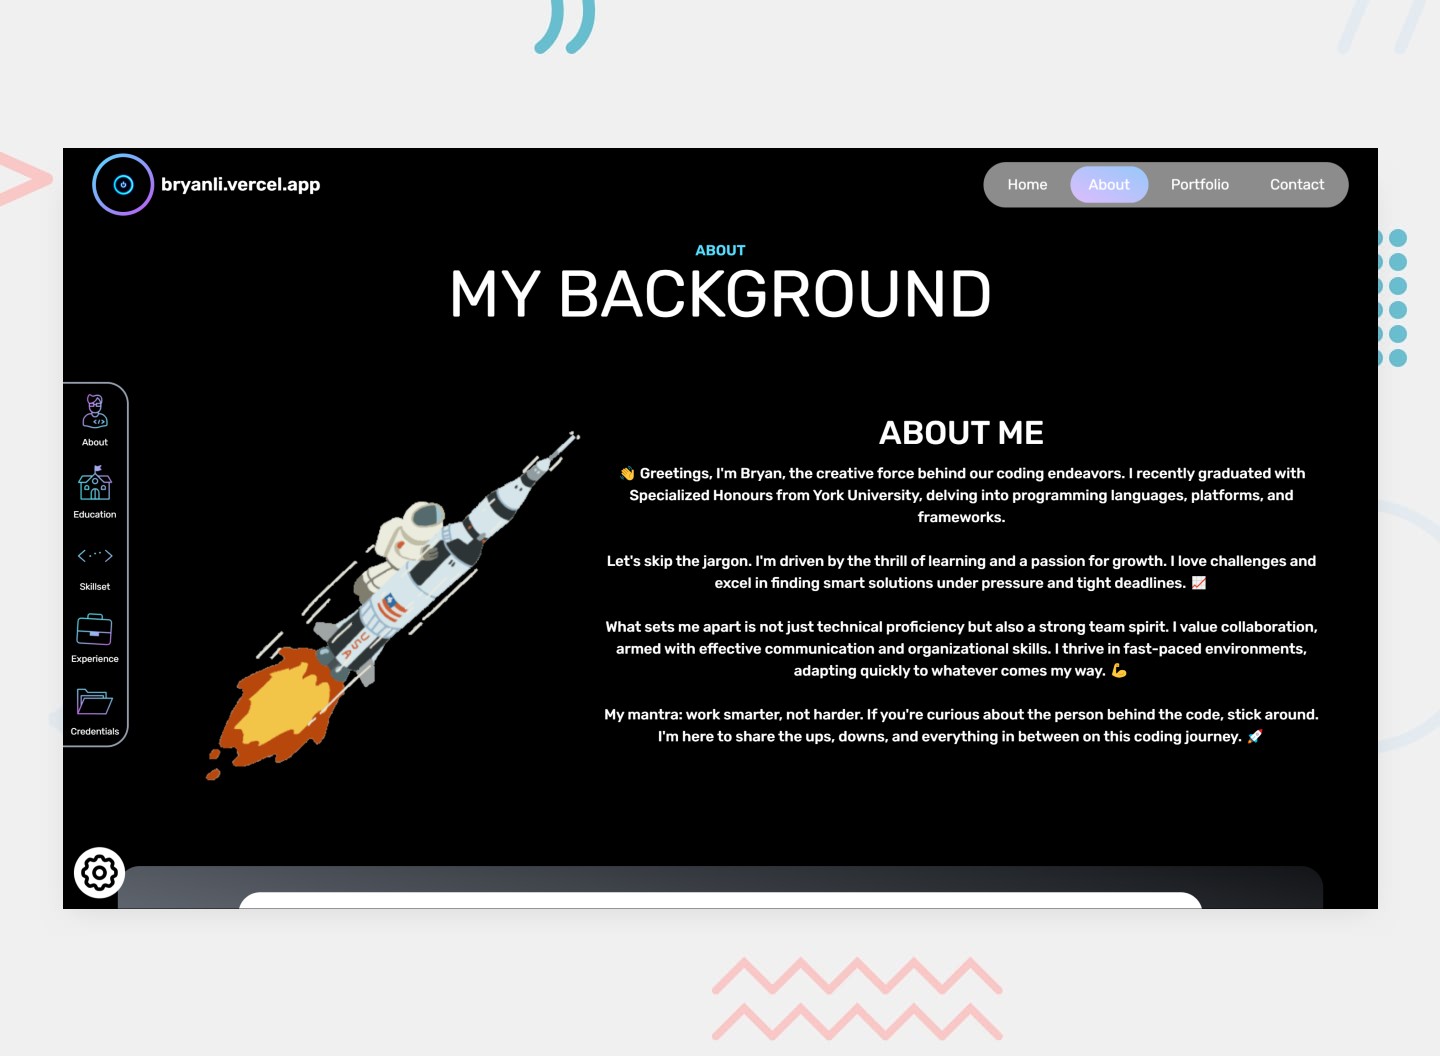 bryanli.vercel.app
Home About Portfolio Contact
ABOUT
MY BACKGROUND
About
Education
Skillset
Experience
Credentials
USA
ABOUT ME
👋 Greetings, I'm Bryan, the creative force behind our coding endeavors. I recently graduated with
Specialized Honours from York University, delving into programming languages, platforms, and
frameworks.
Let's skip the jargon. I'm driven by the thrill of learning and a passion for growth. I love challenges and
excel in finding smart solutions under pressure and tight deadlines. 📈
What sets me apart is not just technical proficiency but also a strong team spirit. I value collaboration,
armed with effective communication and organizational skills. I thrive in fast-paced environments,
adapting quickly to whatever comes my way. 💪
My mantra: work smarter, not harder. If you're curious about the person behind the code, stick around.
I'm here to share the ups, downs, and everything in between on this coding journey. 🚀